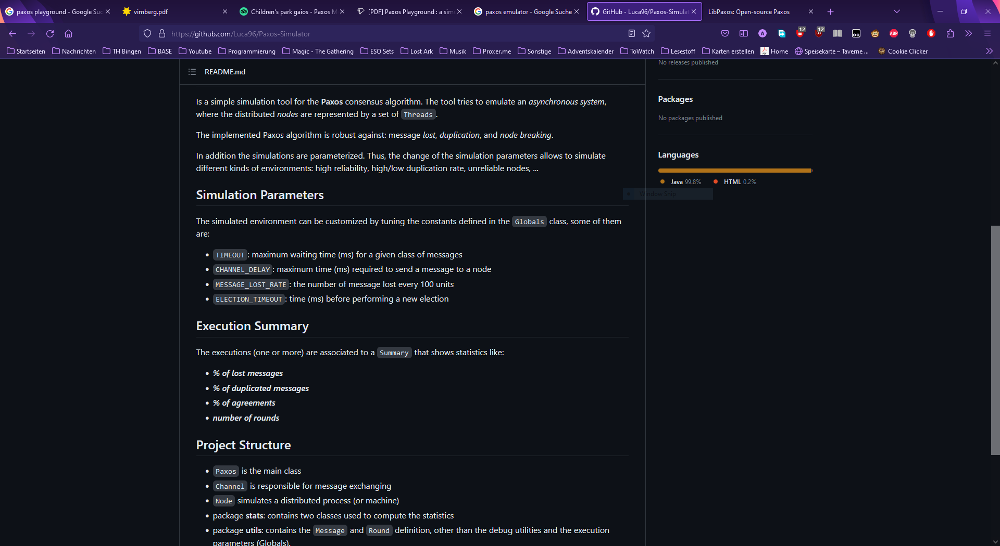 paxos playground - Google Suc
vimberg.pdf
Children's park gaios - Paxos M
[PDF] Paxos Playground : a sim
paxos emulator - Google Suche
GitHub - Luca96/Paxos-Simulat
LibPaxos: Open-source Paxos
https://github.com/Luca96/Paxos-Simulator
12
12
A
ABP
Startseiten
Nachrichten
TH Bingen
BASE
Youtube
Programmierung
Magic - The Gathering
ESO Sets
Lost Ark
Musik
Proxer.me
Sonstige
Adventskalender
ToWatch
Lesestoff
Karten erstellen
Home
Speisekarte – Taverne ...
Cookie Clicker
README.md
Is a simple simulation tool for the Paxos consensus algorithm. The tool tries to emulate an asynchronous system,
where the distributed nodes are represented by a set of Threads.
The implemented Paxos algorithm is robust against: message lost, duplication, and node breaking.
In addition the simulations are parameterized. Thus, the change of the simulation parameters allows to simulate
different kinds of environments: high reliability, high/low duplication rate, unreliable nodes, ...
Simulation Parameters
The simulated environment can be customized by tuning the constants defined in the Globals class, some of them
are:
• TIMEOUT: maximum waiting time (ms) for a given class of messages
• CHANNEL_DELAY: maximum time (ms) required to send a message to a node
• MESSAGE_LOST_RATE: the number of message lost every 100 units
• ELECTION_TIMEOUT: time (ms) before performing a new election
Execution Summary
The executions (one or more) are associated to a Summary that shows statistics like:
• % of lost messages
• % of duplicated messages
• % of agreements
• number of rounds
Project Structure
• Paxos is the main class
• Channel is responsible for message exchanging
• Node simulates a distributed process (or machine)
• package stats: contains two classes used to compute the statistics
• package utils: contains the Message and Round definition, other than the debug utilities and the execution
parameters (Globals).
No releases published
Packages
No packages published
Languages
Java 99.8%
HTML 0.2%
Window Snip